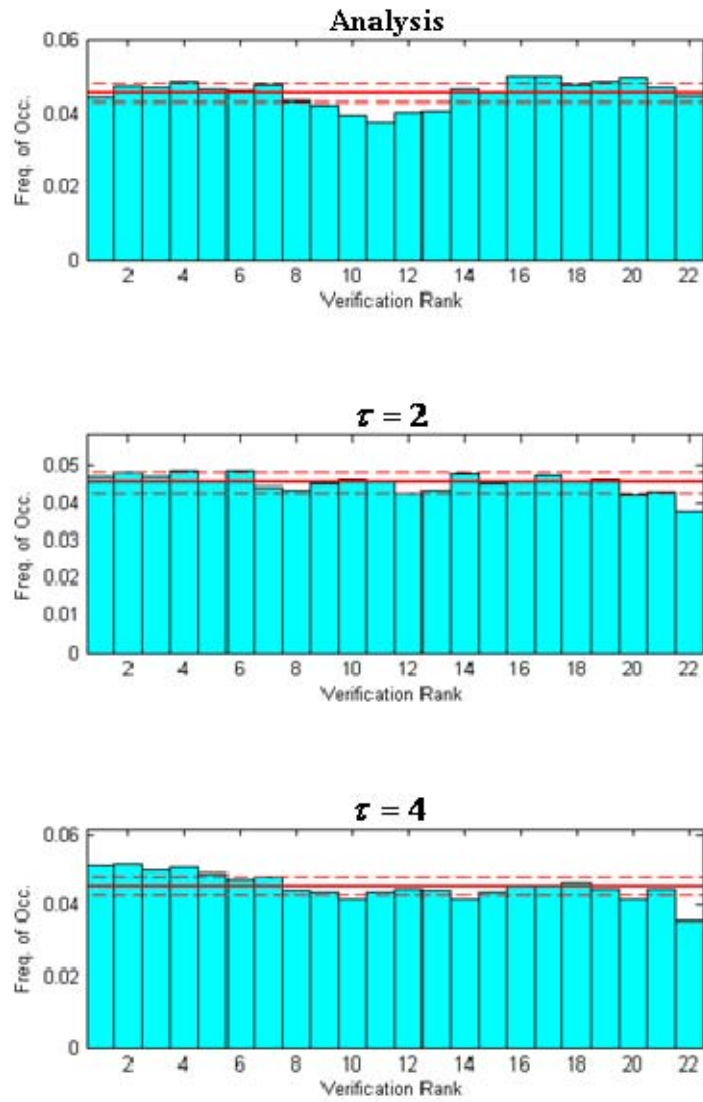 Analysis
0.06
0.04
0.02
0
Freq. of Occ.
2 4 6 8 10 12 14 16 18 20 22
Verification Rank
τ = 2
0.05
0.04
0.03
0.02
0.01
0
Freq. of Occ.
2 4 6 8 10 12 14 16 18 20 22
Verification Rank
τ = 4
0.06
0.04
0.02
0
Freq. of Occ.
2 4 6 8 10 12 14 16 18 20 22
Verification Rank